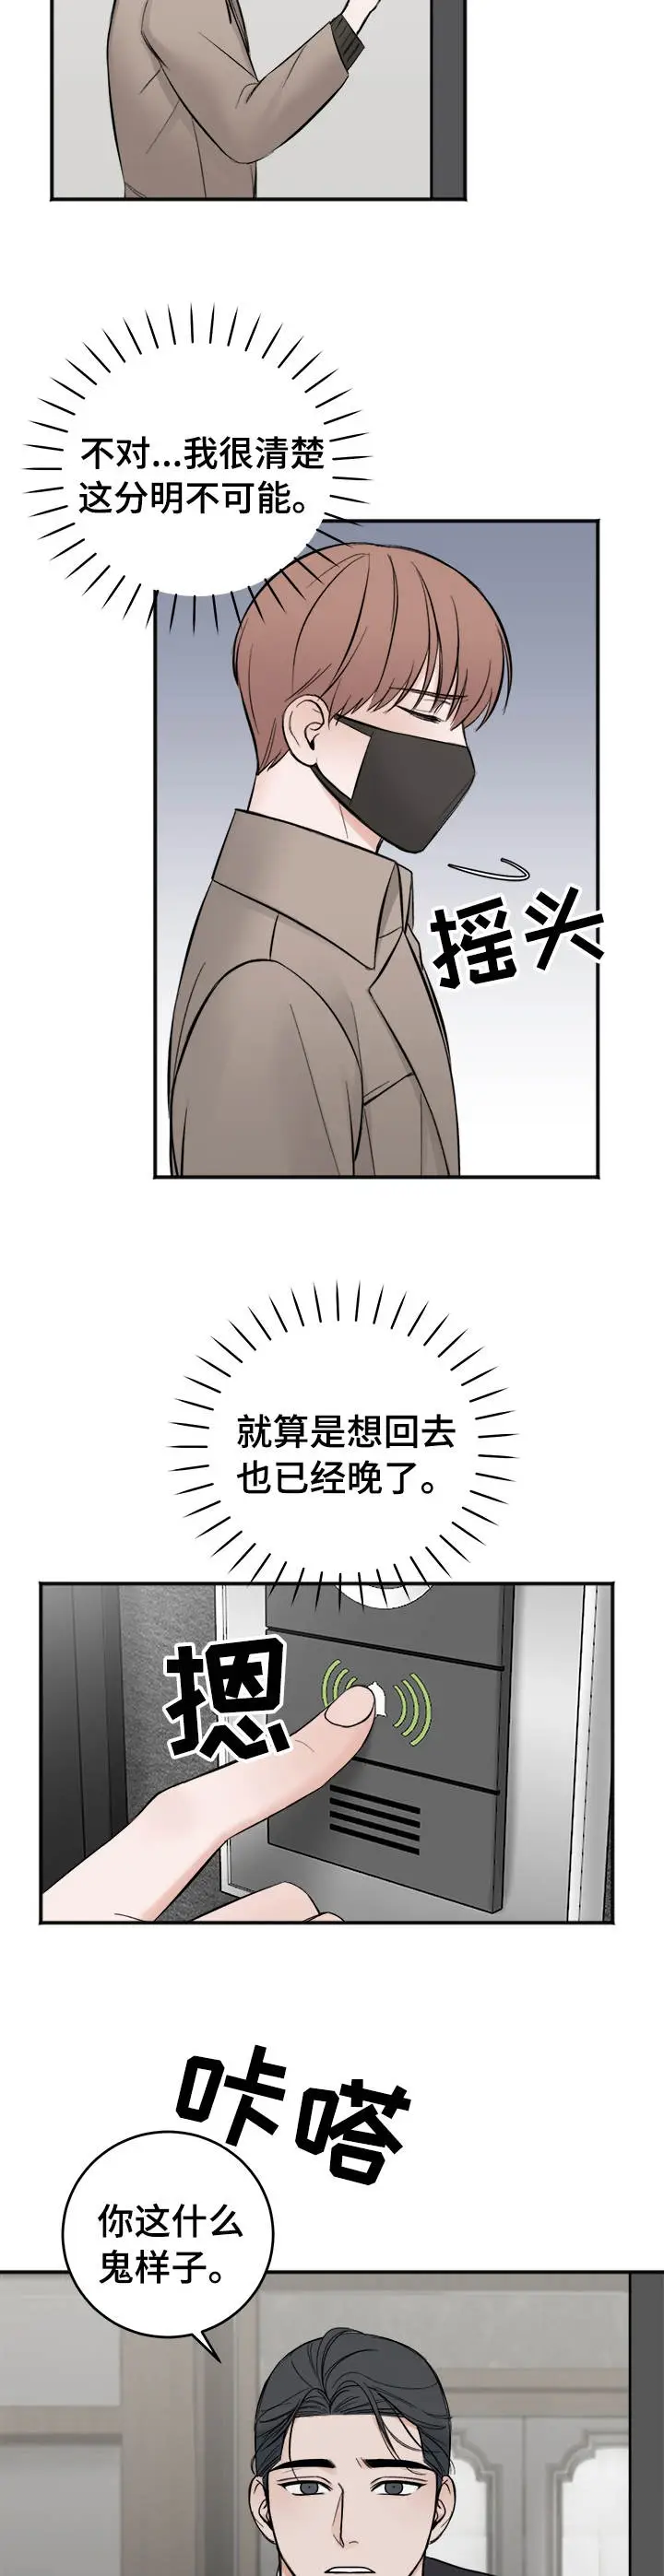 不对...我很清楚
这分明不可能。
摇头
就算是想回去
也已经晚了。
摁
咔嗒
你这什么
鬼样子。